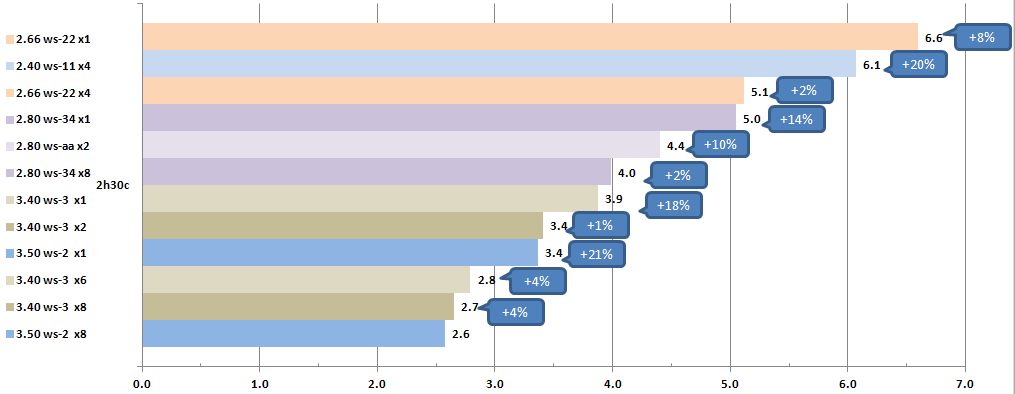 2.66 ws-22 x1
6.6
+8%
2.40 ws-11 x4
6.1
+20%
2.66 ws-22 x4
5.1
+2%
2.80 ws-34 x1
5.0
+14%
2.80 ws-aa x2
4.4
+10%
2.80 ws-34 x8
4.0
+2%
2h30c
3.40 ws-3 x1
3.9
+18%
3.40 ws-3 x2
3.4
+1%
3.50 ws-2 x1
3.4
+21%
3.40 ws-3 x6
2.8
+4%
3.40 ws-3 x8
2.7
+4%
3.50 ws-2 x8
2.6
0.0 1.0 2.0 3.0 4.0 5.0 6.0 7.0